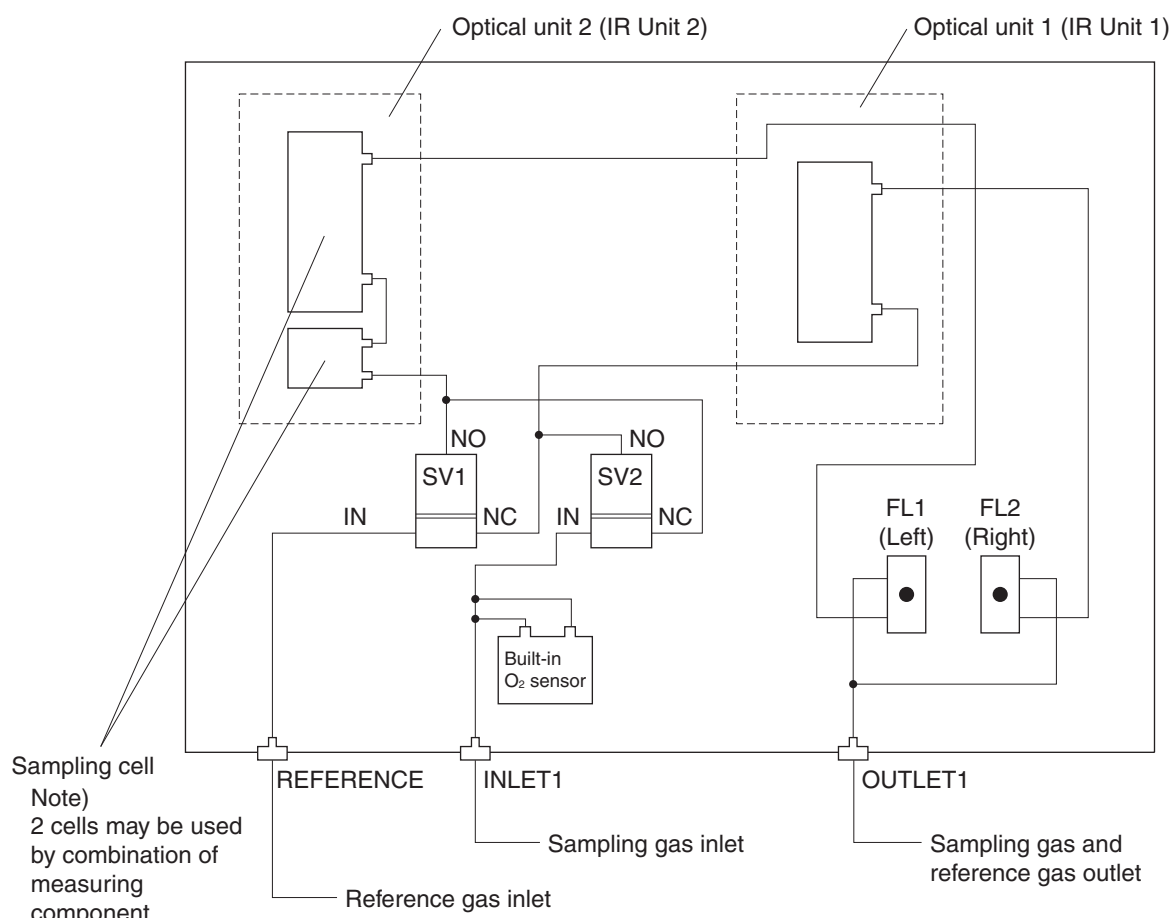 Optical unit 2 (IR Unit 2)
Optical unit 1 (IR Unit 1)
NO
NO
SV1
SV2
IN
NC
IN
NC
FL1
(Left)
FL2
(Right)
Built-in
O₂ sensor
Sampling cell
Note)
2 cells may be used
by combination of
measuring
component
REFERENCE
INLET1
OUTLET1
Sampling gas inlet
Sampling gas and
reference gas outlet
Reference gas inlet